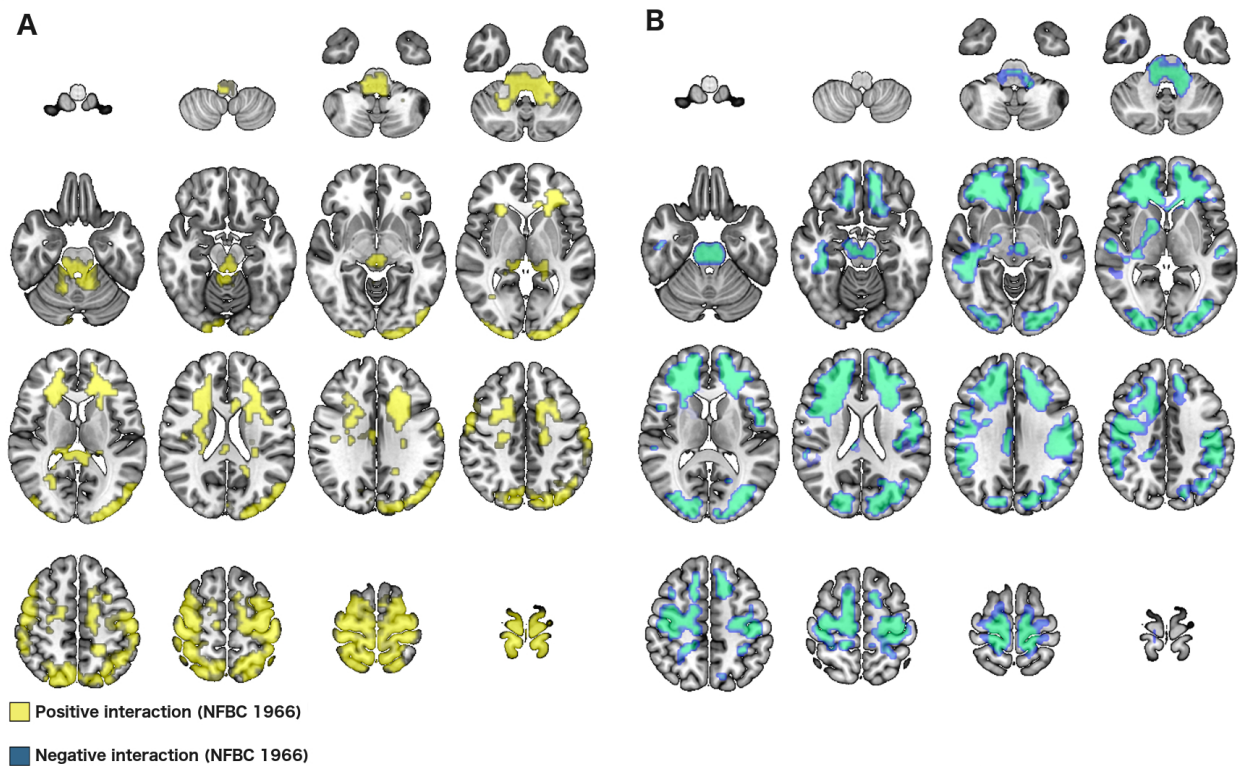 A
B
Positive interaction (NFBC 1966)
Negative interaction (NFBC 1966)